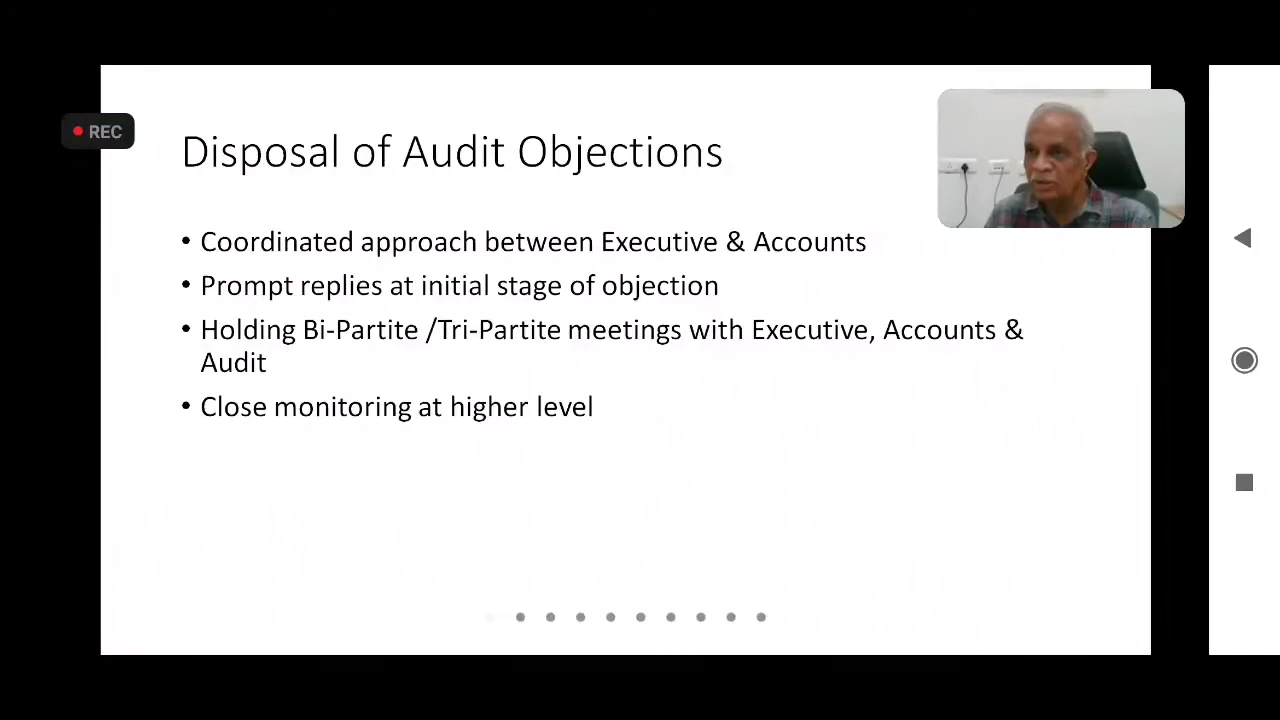 REC
Disposal of Audit Objections
• Coordinated approach between Executive & Accounts
• Prompt replies at initial stage of objection
• Holding Bi-Partite /Tri-Partite meetings with Executive, Accounts &
Audit
• Close monitoring at higher level